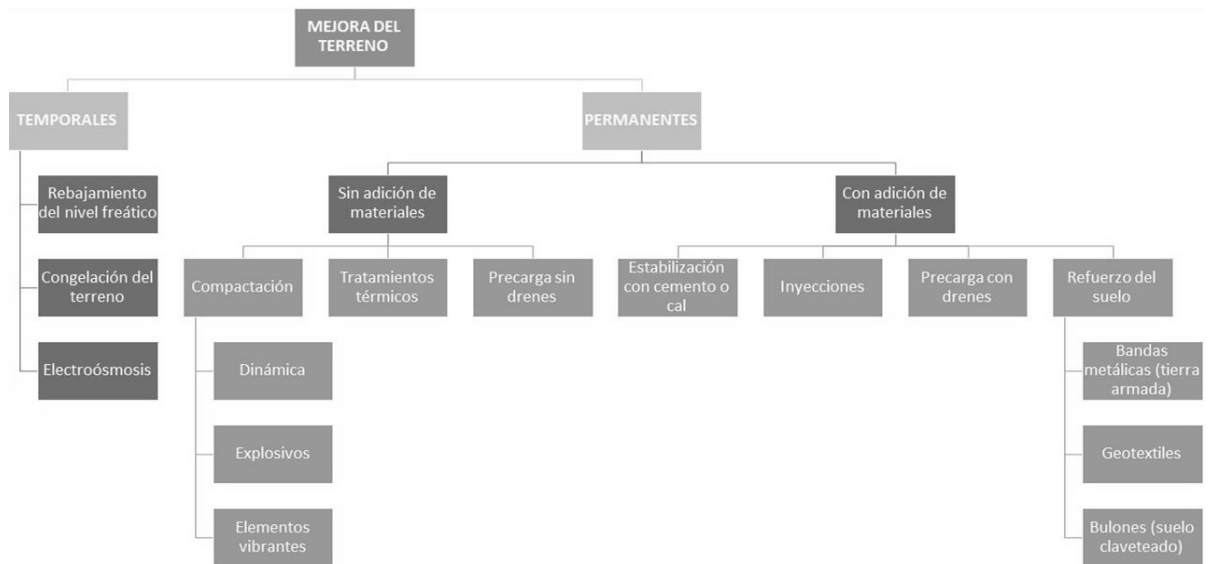 MEJORA DEL
TERRENO
TEMPORALES
PERMANENTES
Rebajamiento
del nivel freático
Sin adición de
materiales
Con adición de
materiales
Congelación del
terreno
Compactación
Tratamientos
térmicos
Precarga sin
drenes
Estabilización
con cemento o
cal
Inyecciones
Precarga con
drenes
Refuerzo del
suelo
Electroósmosis
Dinámica
Bandas
metálicas (tierra
armada)
Explosivos
Geotextiles
Elementos
vibrantes
Bulones (suelo
claveteado)